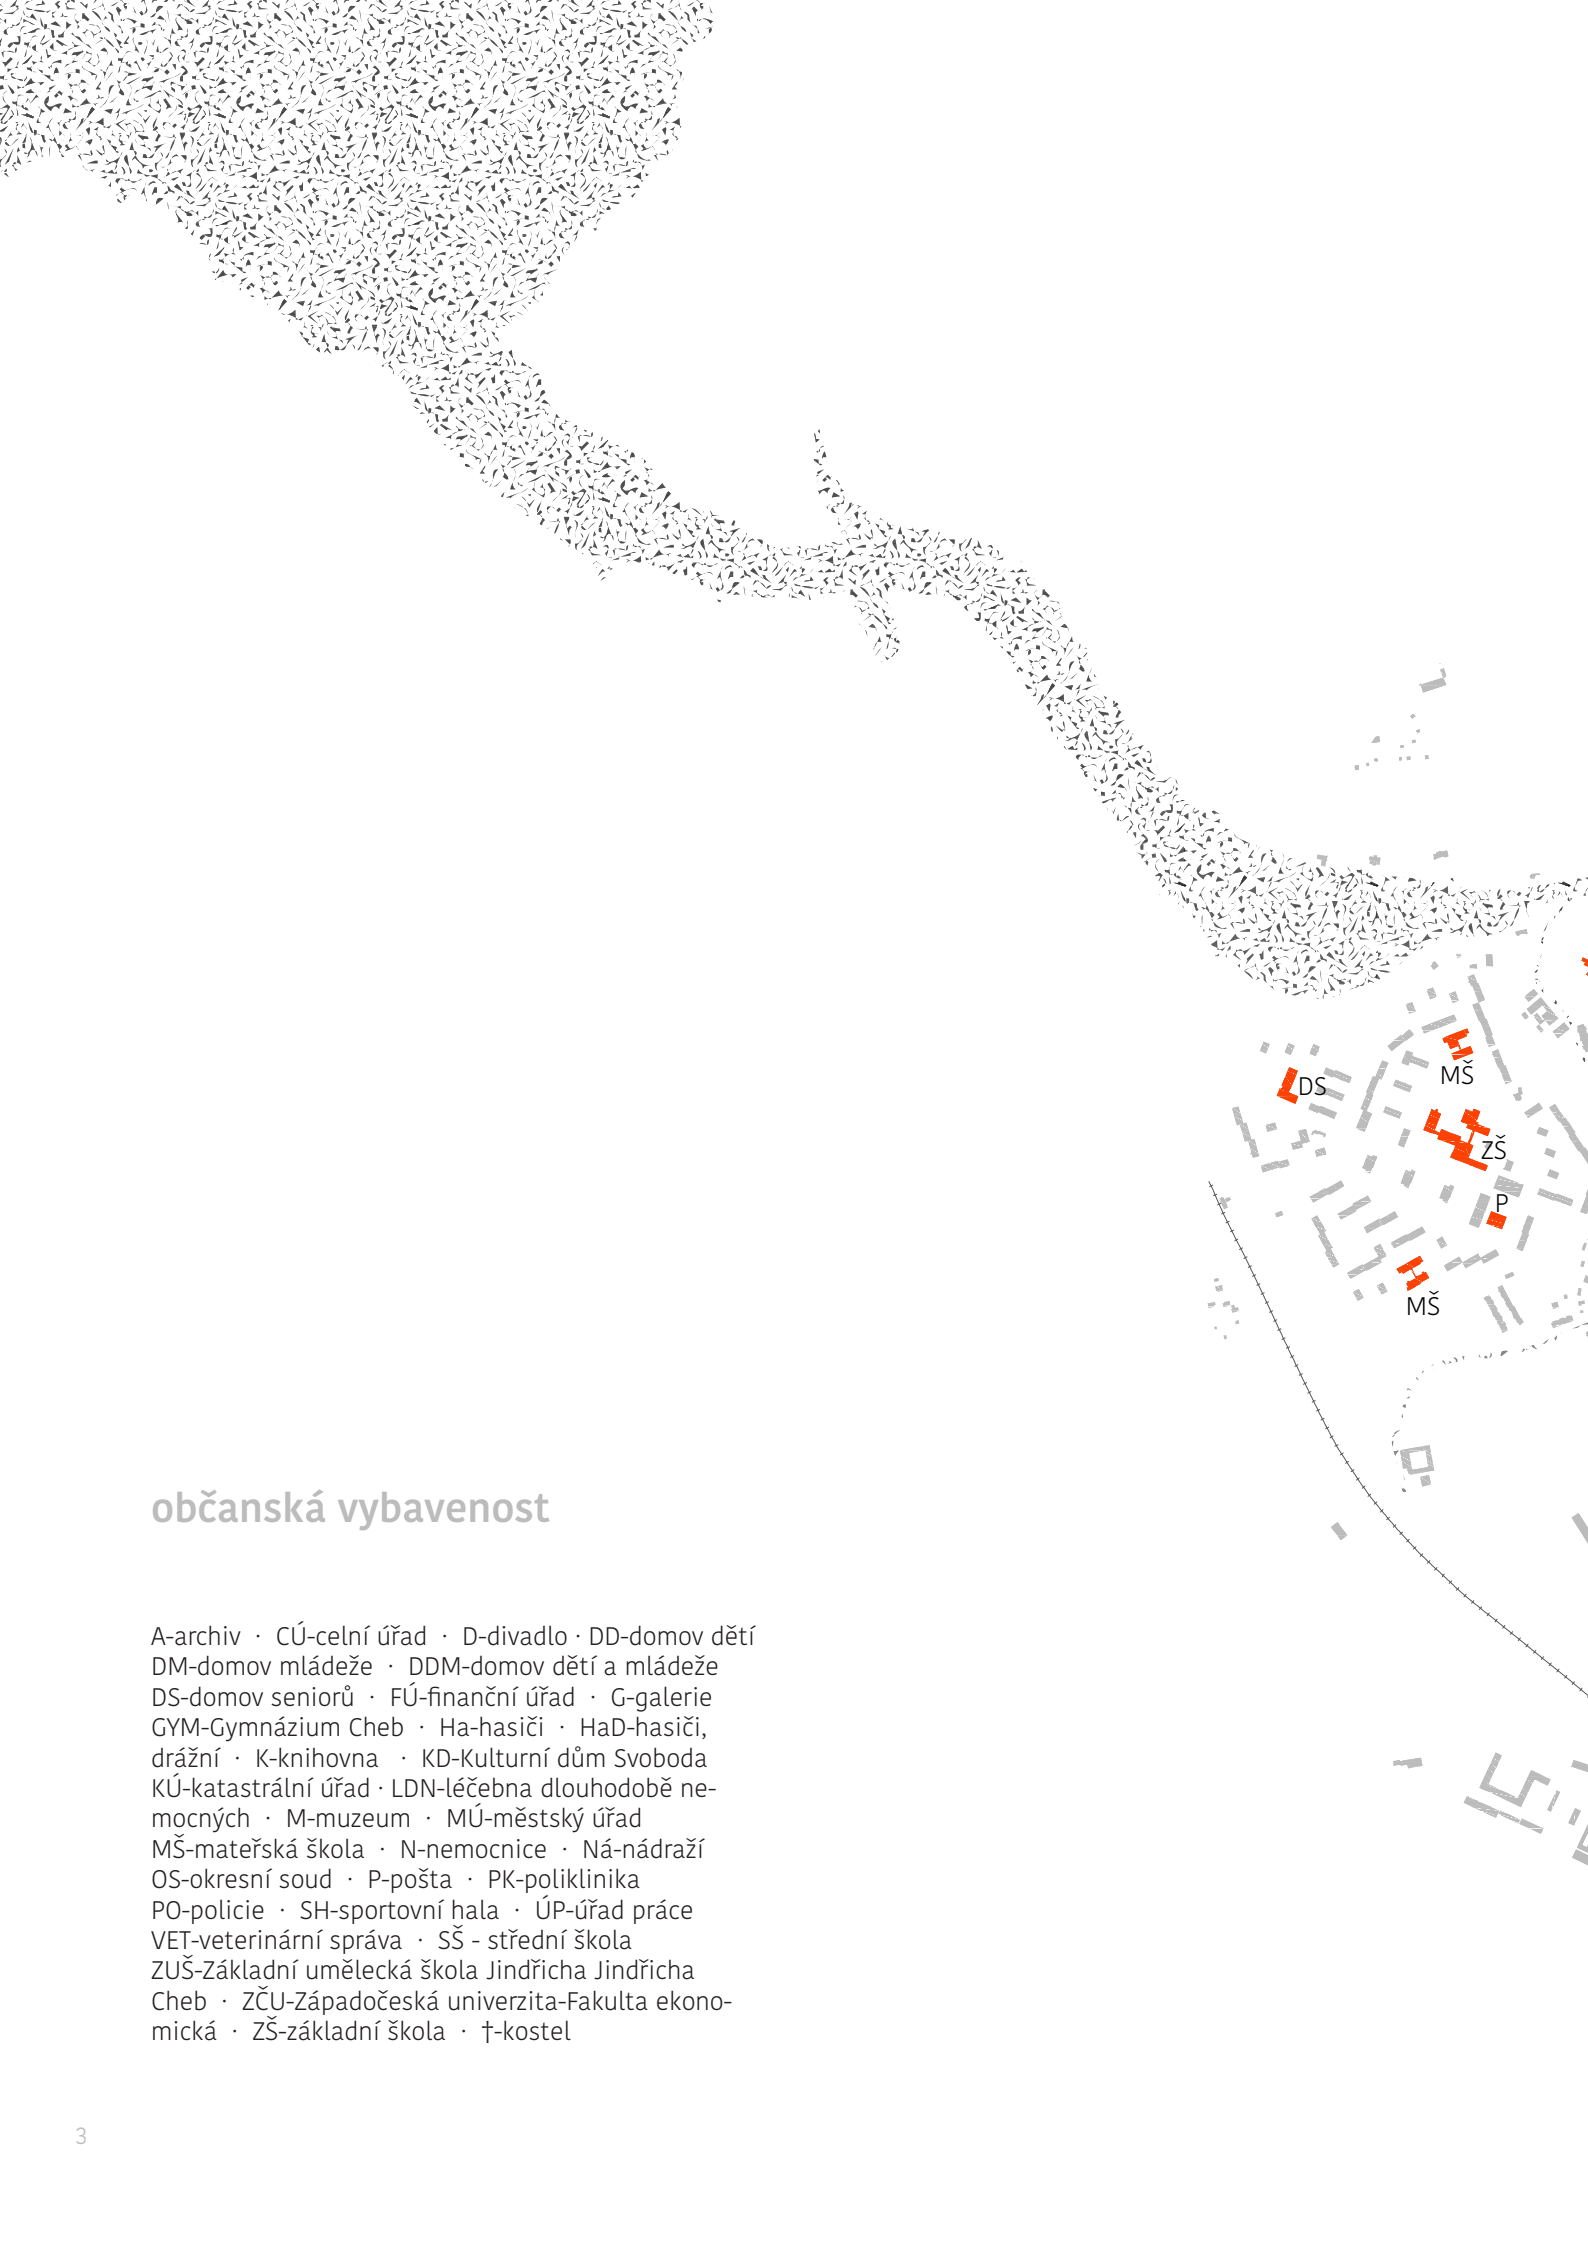 DS
MŠ
ZŠ
P
MŠ
občanská vybavenost
A-archiv · CÚ-celní úřad · D-divadlo · DD-domov dětí
DM-domov mládeže · DDM-domov dětí a mládeže
DS-domov seniorů · FÚ-finanční úřad · G-galerie
GYM-Gymnázium Cheb · Ha-hasiči · HaD-hasiči,
drážní · K-knihovna · KD-Kulturní dům Svoboda
KÚ-katastrální úřad · LDN-léčebna dlouhodobě ne-
mocných · M-muzeum · MÚ-městský úřad
MŠ-mateřská škola · N-nemocnice · Ná-nádraží
OS-okresní soud · P-pošta · PK-poliklinika
PO-policie · SH-sportovní hala · ÚP-úřad práce
VET-veterinární správa · SŠ - střední škola
ZUŠ-Základní umělecká škola Jindřicha Jindřicha
Cheb · ZČU-Západočeská univerzita-Fakulta ekono-
mická · ZŠ-základní škola · †-kostel
3